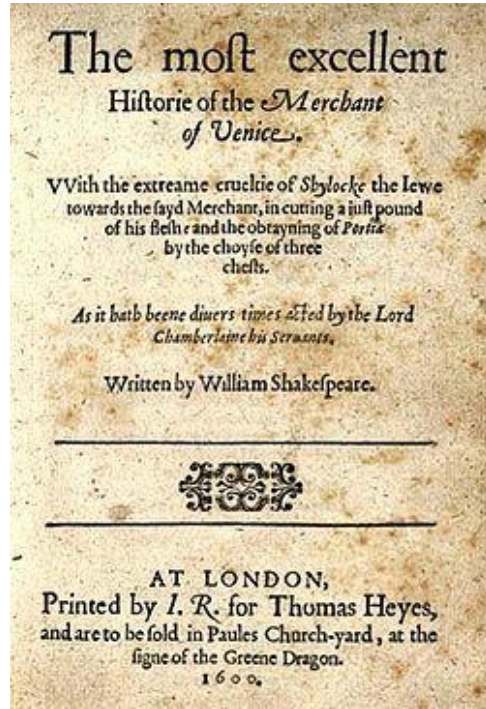 The moſt excellent
Hiſtorie of the Merchant
of Venice.
VVith the extreame crueltie of Shylocke the Iewe
towards the ſayd Merchant, in cutting a iuſt pound
of his fleſhe and the obtayning of Portia
by the choyſe of three
cheſts.
As it hath beene diuers times acted by the Lord
Chamberlaine his Seruants.
Written by William Shakeſpeare.
AT LONDON,
Printed by I. R. for Thomas Heyes,
and are to be ſold in Paules Church-yard, at the
ſigne of the Greene Dragon.
1600.